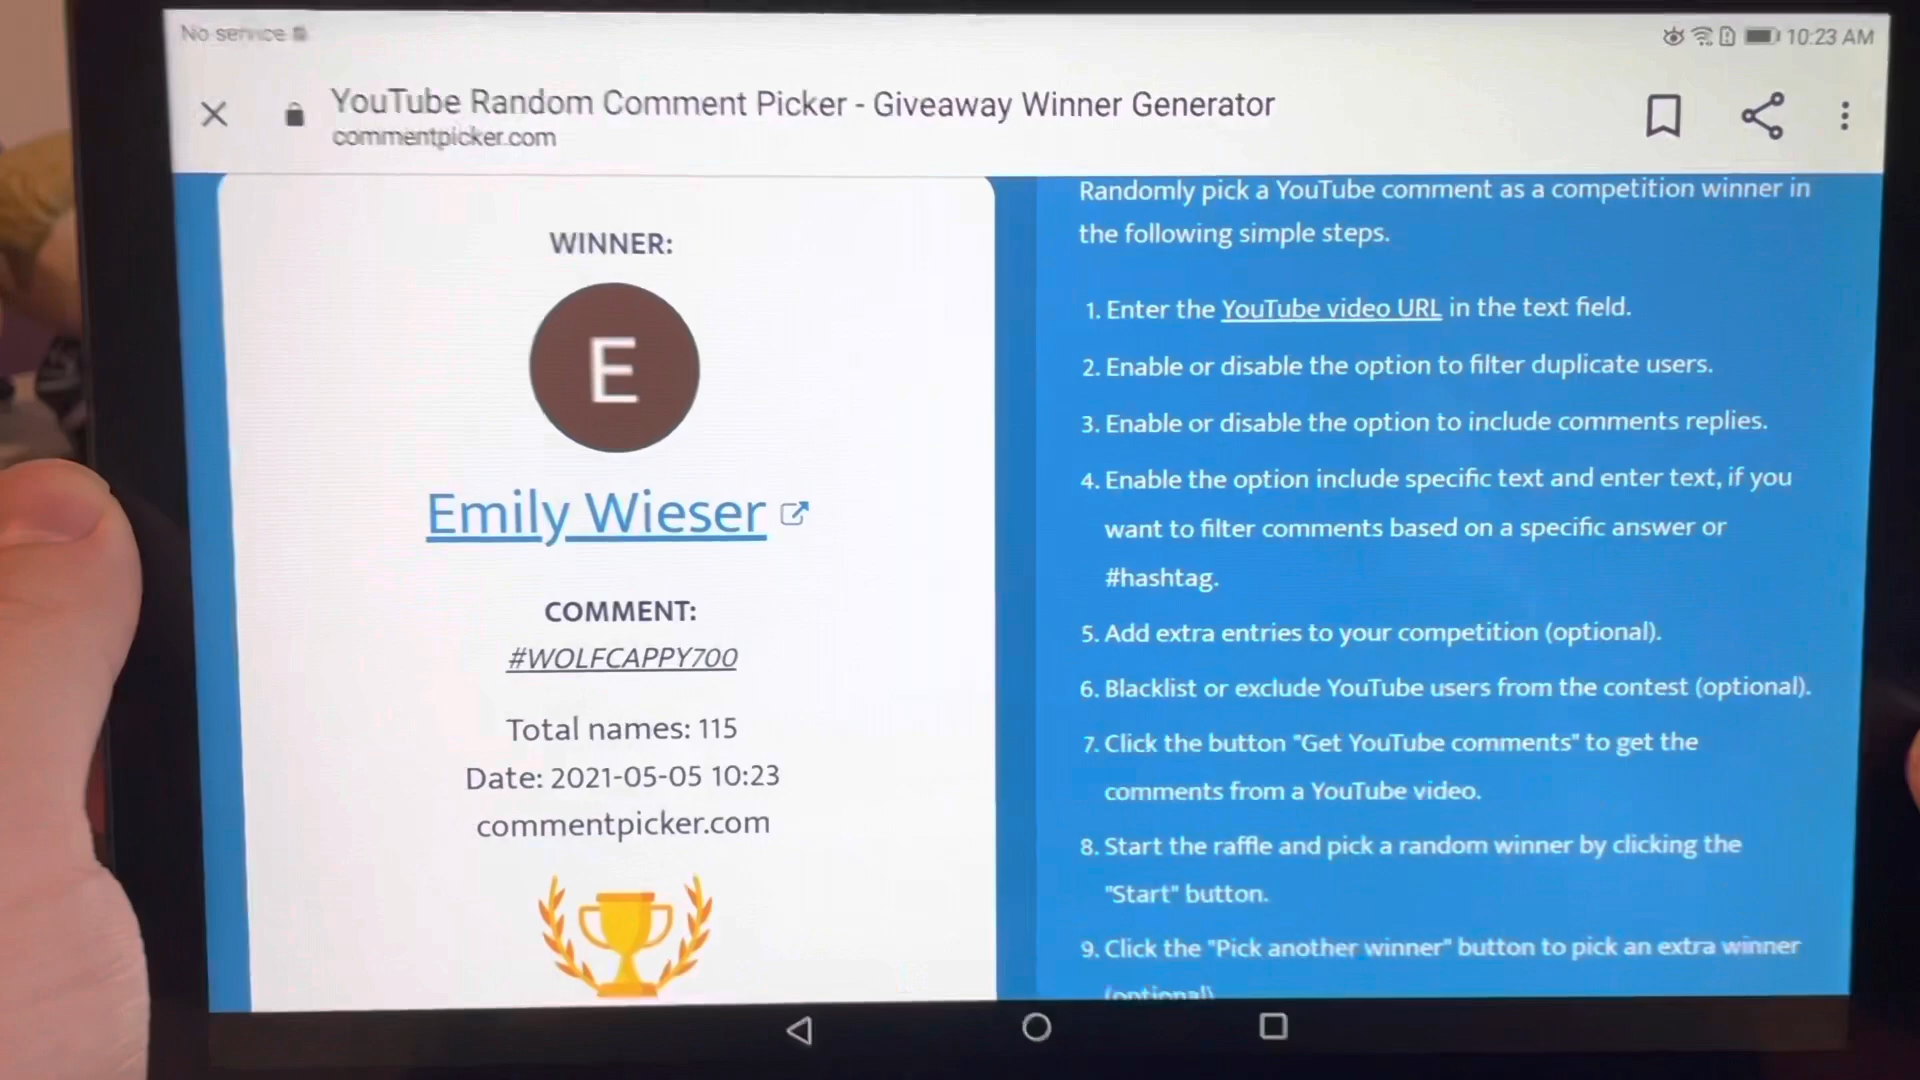 No service
10:23 AM
YouTube Random Comment Picker - Giveaway Winner Generator
commentpicker.com
WINNER:
E
Emily Wieser
COMMENT:
#WOLFCAPPY700
Total names: 115
Date: 2021-05-05 10:23
commentpicker.com
Randomly pick a YouTube comment as a competition winner in
the following simple steps.
1. Enter the YouTube video URL in the text field.
2. Enable or disable the option to filter duplicate users.
3. Enable or disable the option to include comments replies.
4. Enable the option include specific text and enter text, if you
want to filter comments based on a specific answer or
#hashtag.
5. Add extra entries to your competition (optional).
6. Blacklist or exclude YouTube users from the contest (optional).
7. Click the button "Get YouTube comments" to get the
comments from a YouTube video.
8. Start the raffle and pick a random winner by clicking the
"Start" button.
9. Click the "Pick another winner" button to pick an extra winner
(optional)